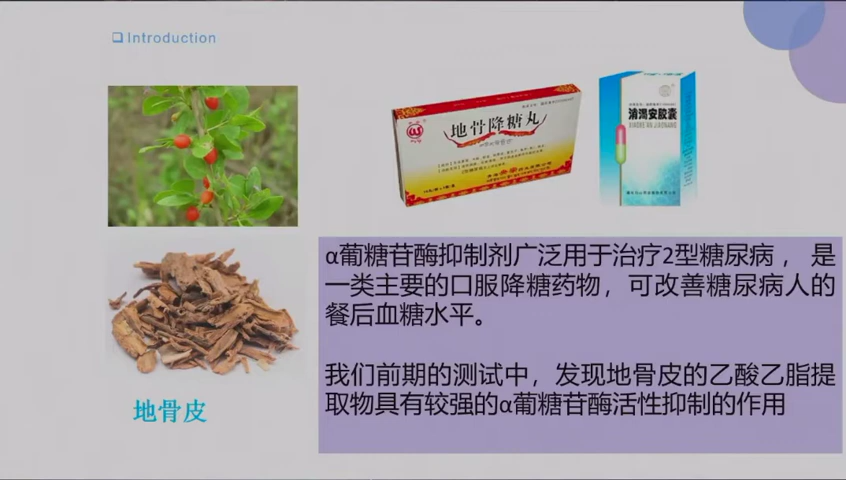 Introduction
地骨降糖丸
消渴安胶囊
XIAOKE AN JIAONANG
α葡糖苷酶抑制剂广泛用于治疗2型糖尿病，是
一类主要的口服降糖药物，可改善糖尿病人的
餐后血糖水平。
我们前期的测试中，发现地骨皮的乙酸乙脂提
取物具有较强的α葡糖苷酶活性抑制的作用
地骨皮